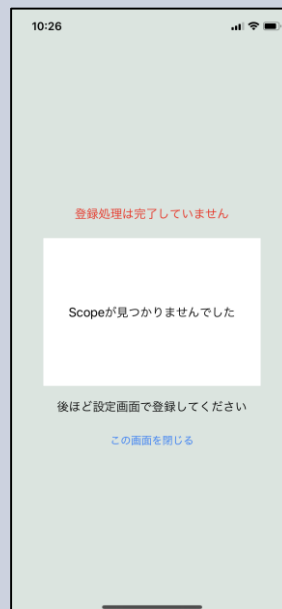 10:26
登録処理は完了していません
Scopeが見つかりませんでした
後ほど設定画面で登録してください
この画面を閉じる